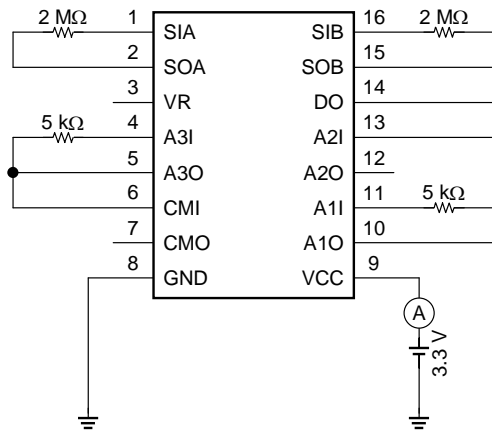 2 MΩ 1 SIA SIB 16 2 MΩ
2 SOA SOB 15
3 VR DO 14
5 kΩ 4 A3I A2I 13
5 A3O A2O 12
6 CMI A1I 11 5 kΩ
7 CMO A1O 10
8 GND VCC 9
A
3.3 V